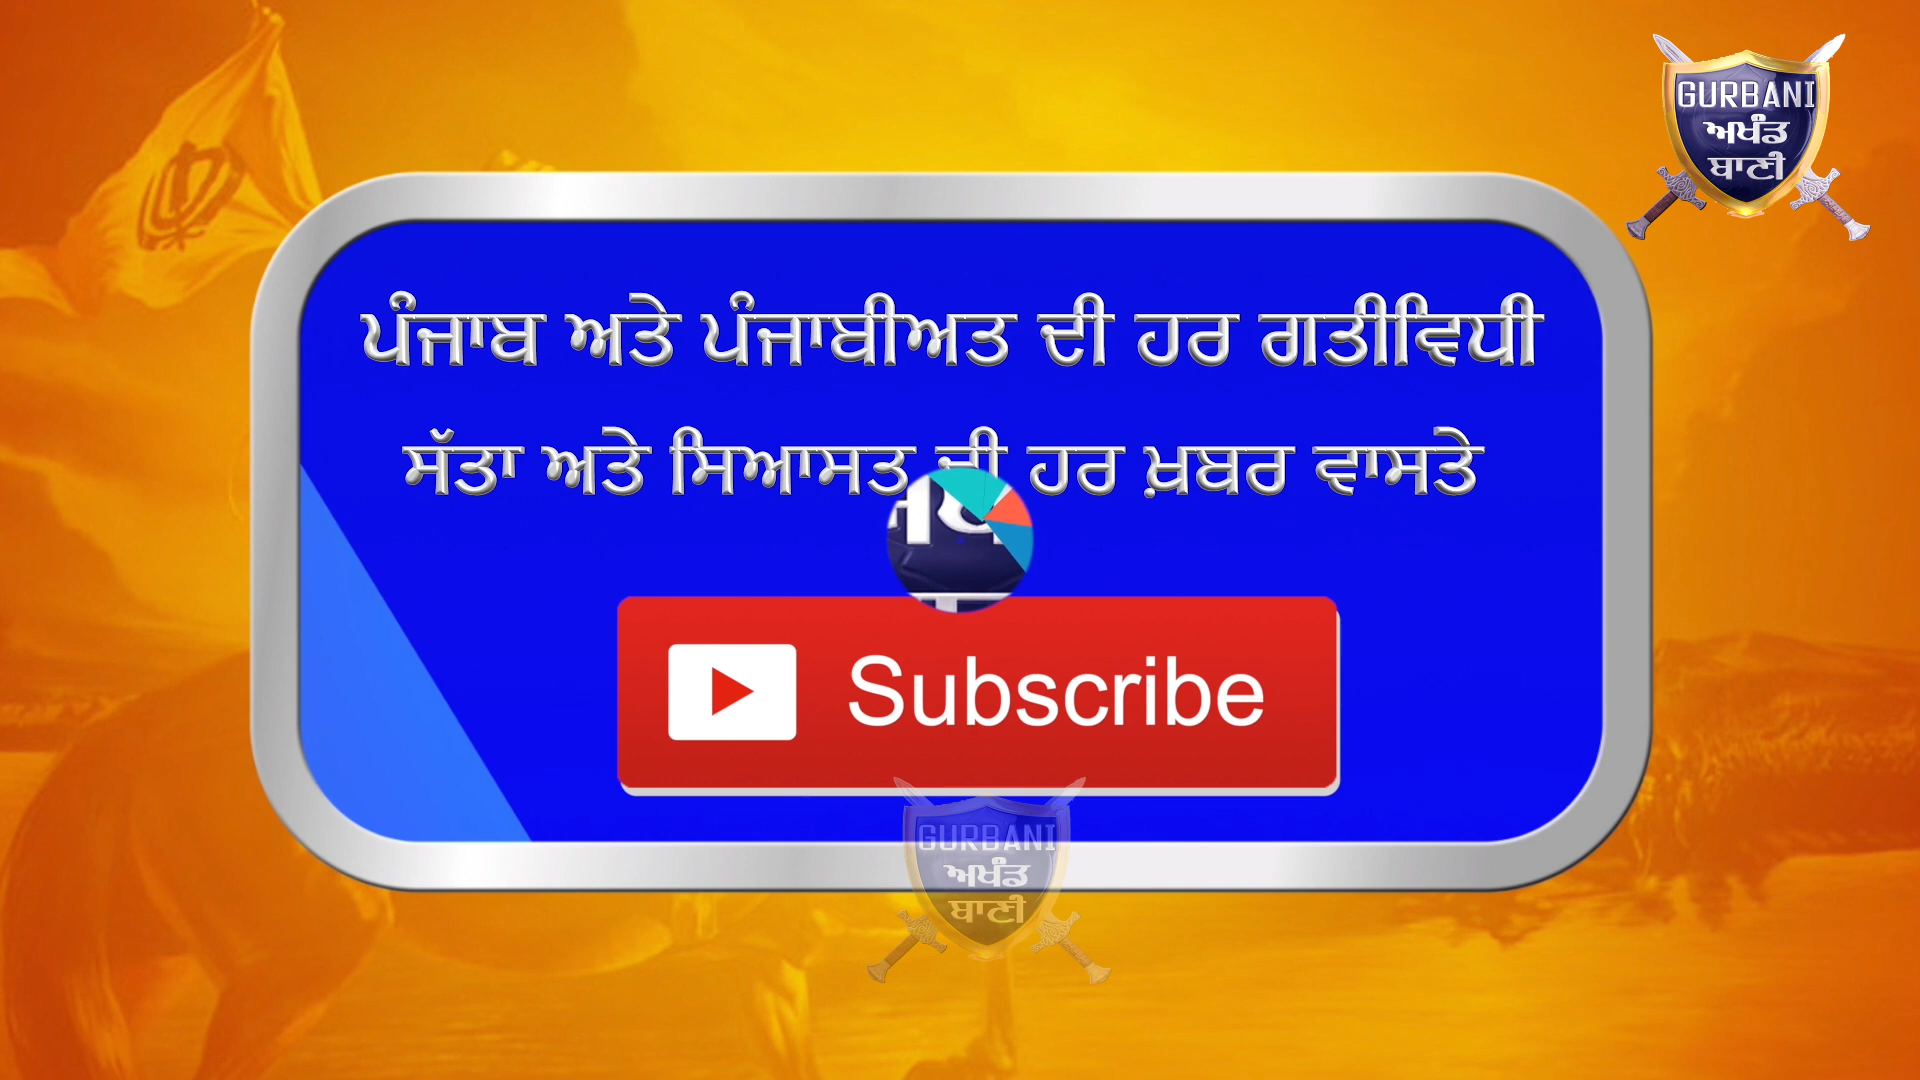 GURBANI
ਅਖੰਡ
ਬਾਣੀ
ਪੰਜਾਬ ਅਤੇ ਪੰਜਾਬੀਅਤ ਦੀ ਹਰ ਗਤੀਵਿਧੀ
ਸੱਤਾ ਅਤੇ ਸਿਆਸਤ ਦੀ ਹਰ ਖ਼ਬਰ ਵਾਸਤੇ
Subscribe
GURBANI
ਅਖੰਡ
ਬਾਣੀ